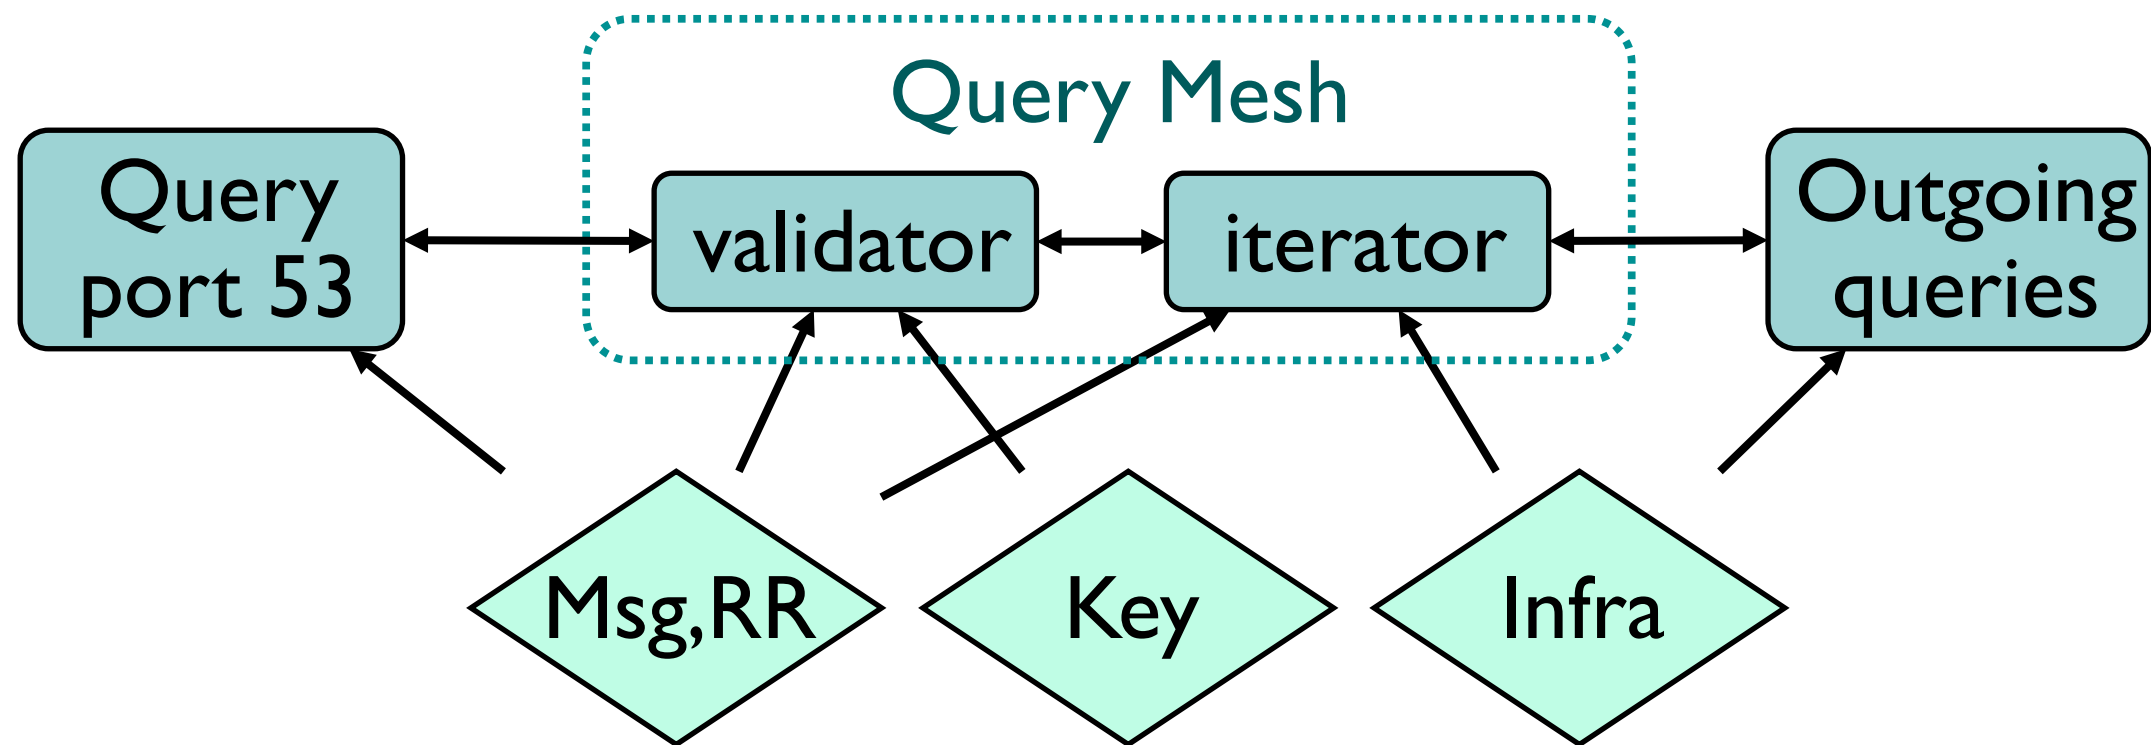 Query Mesh
Query
port 53
validator
iterator
Outgoing
queries
Msg,RR
Key
Infra